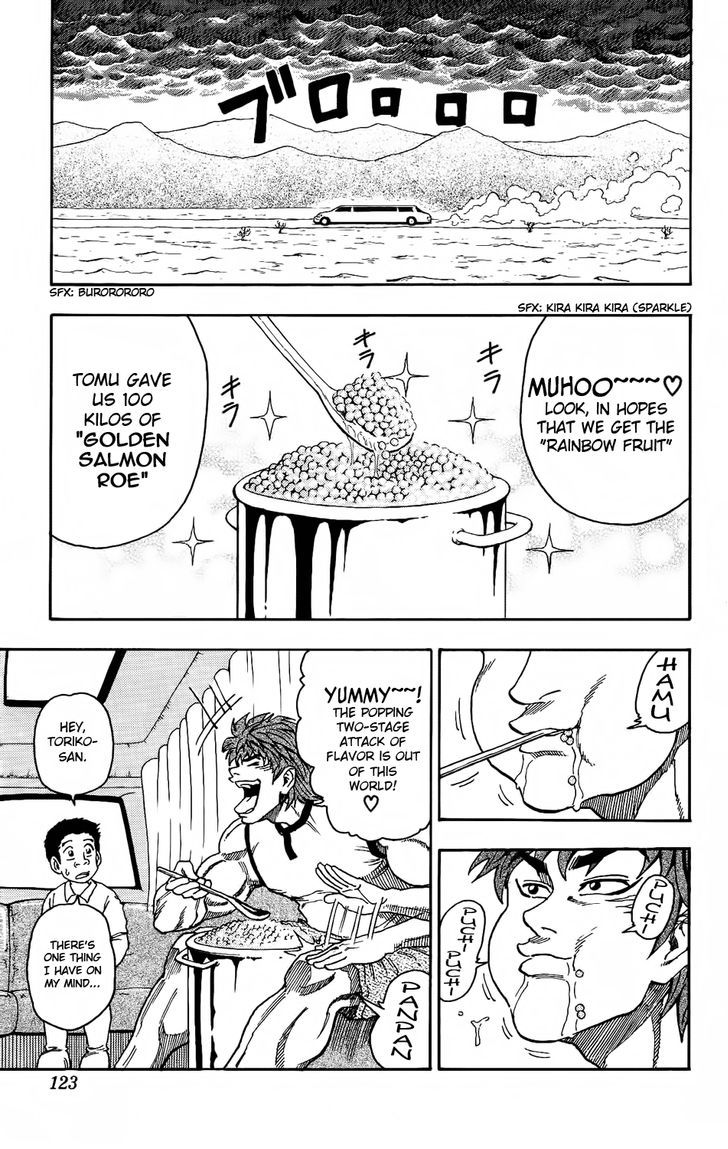 ブロロロロ
SFX: BURORORORO
SFX: KIRA KIRA KIRA (SPARKLE)
MUHOO~~~♡
LOOK, IN HOPES
THAT WE GET THE
"RAINBOW FRUIT"
キラ
キラ
キラ
TOMU GAVE
US 100
KILOS OF
"GOLDEN
SALMON
ROE"
HAMU
PUCHI
PUCHI
PUCHI
YUMMY~~!
THE POPPING
TWO-STAGE
ATTACK OF
FLAVOR IS OUT
OF THIS
WORLD!
♡
PANPAN
HEY,
TORIKO-
SAN.
THERE'S
ONE THING
I HAVE ON
MY MIND...
123